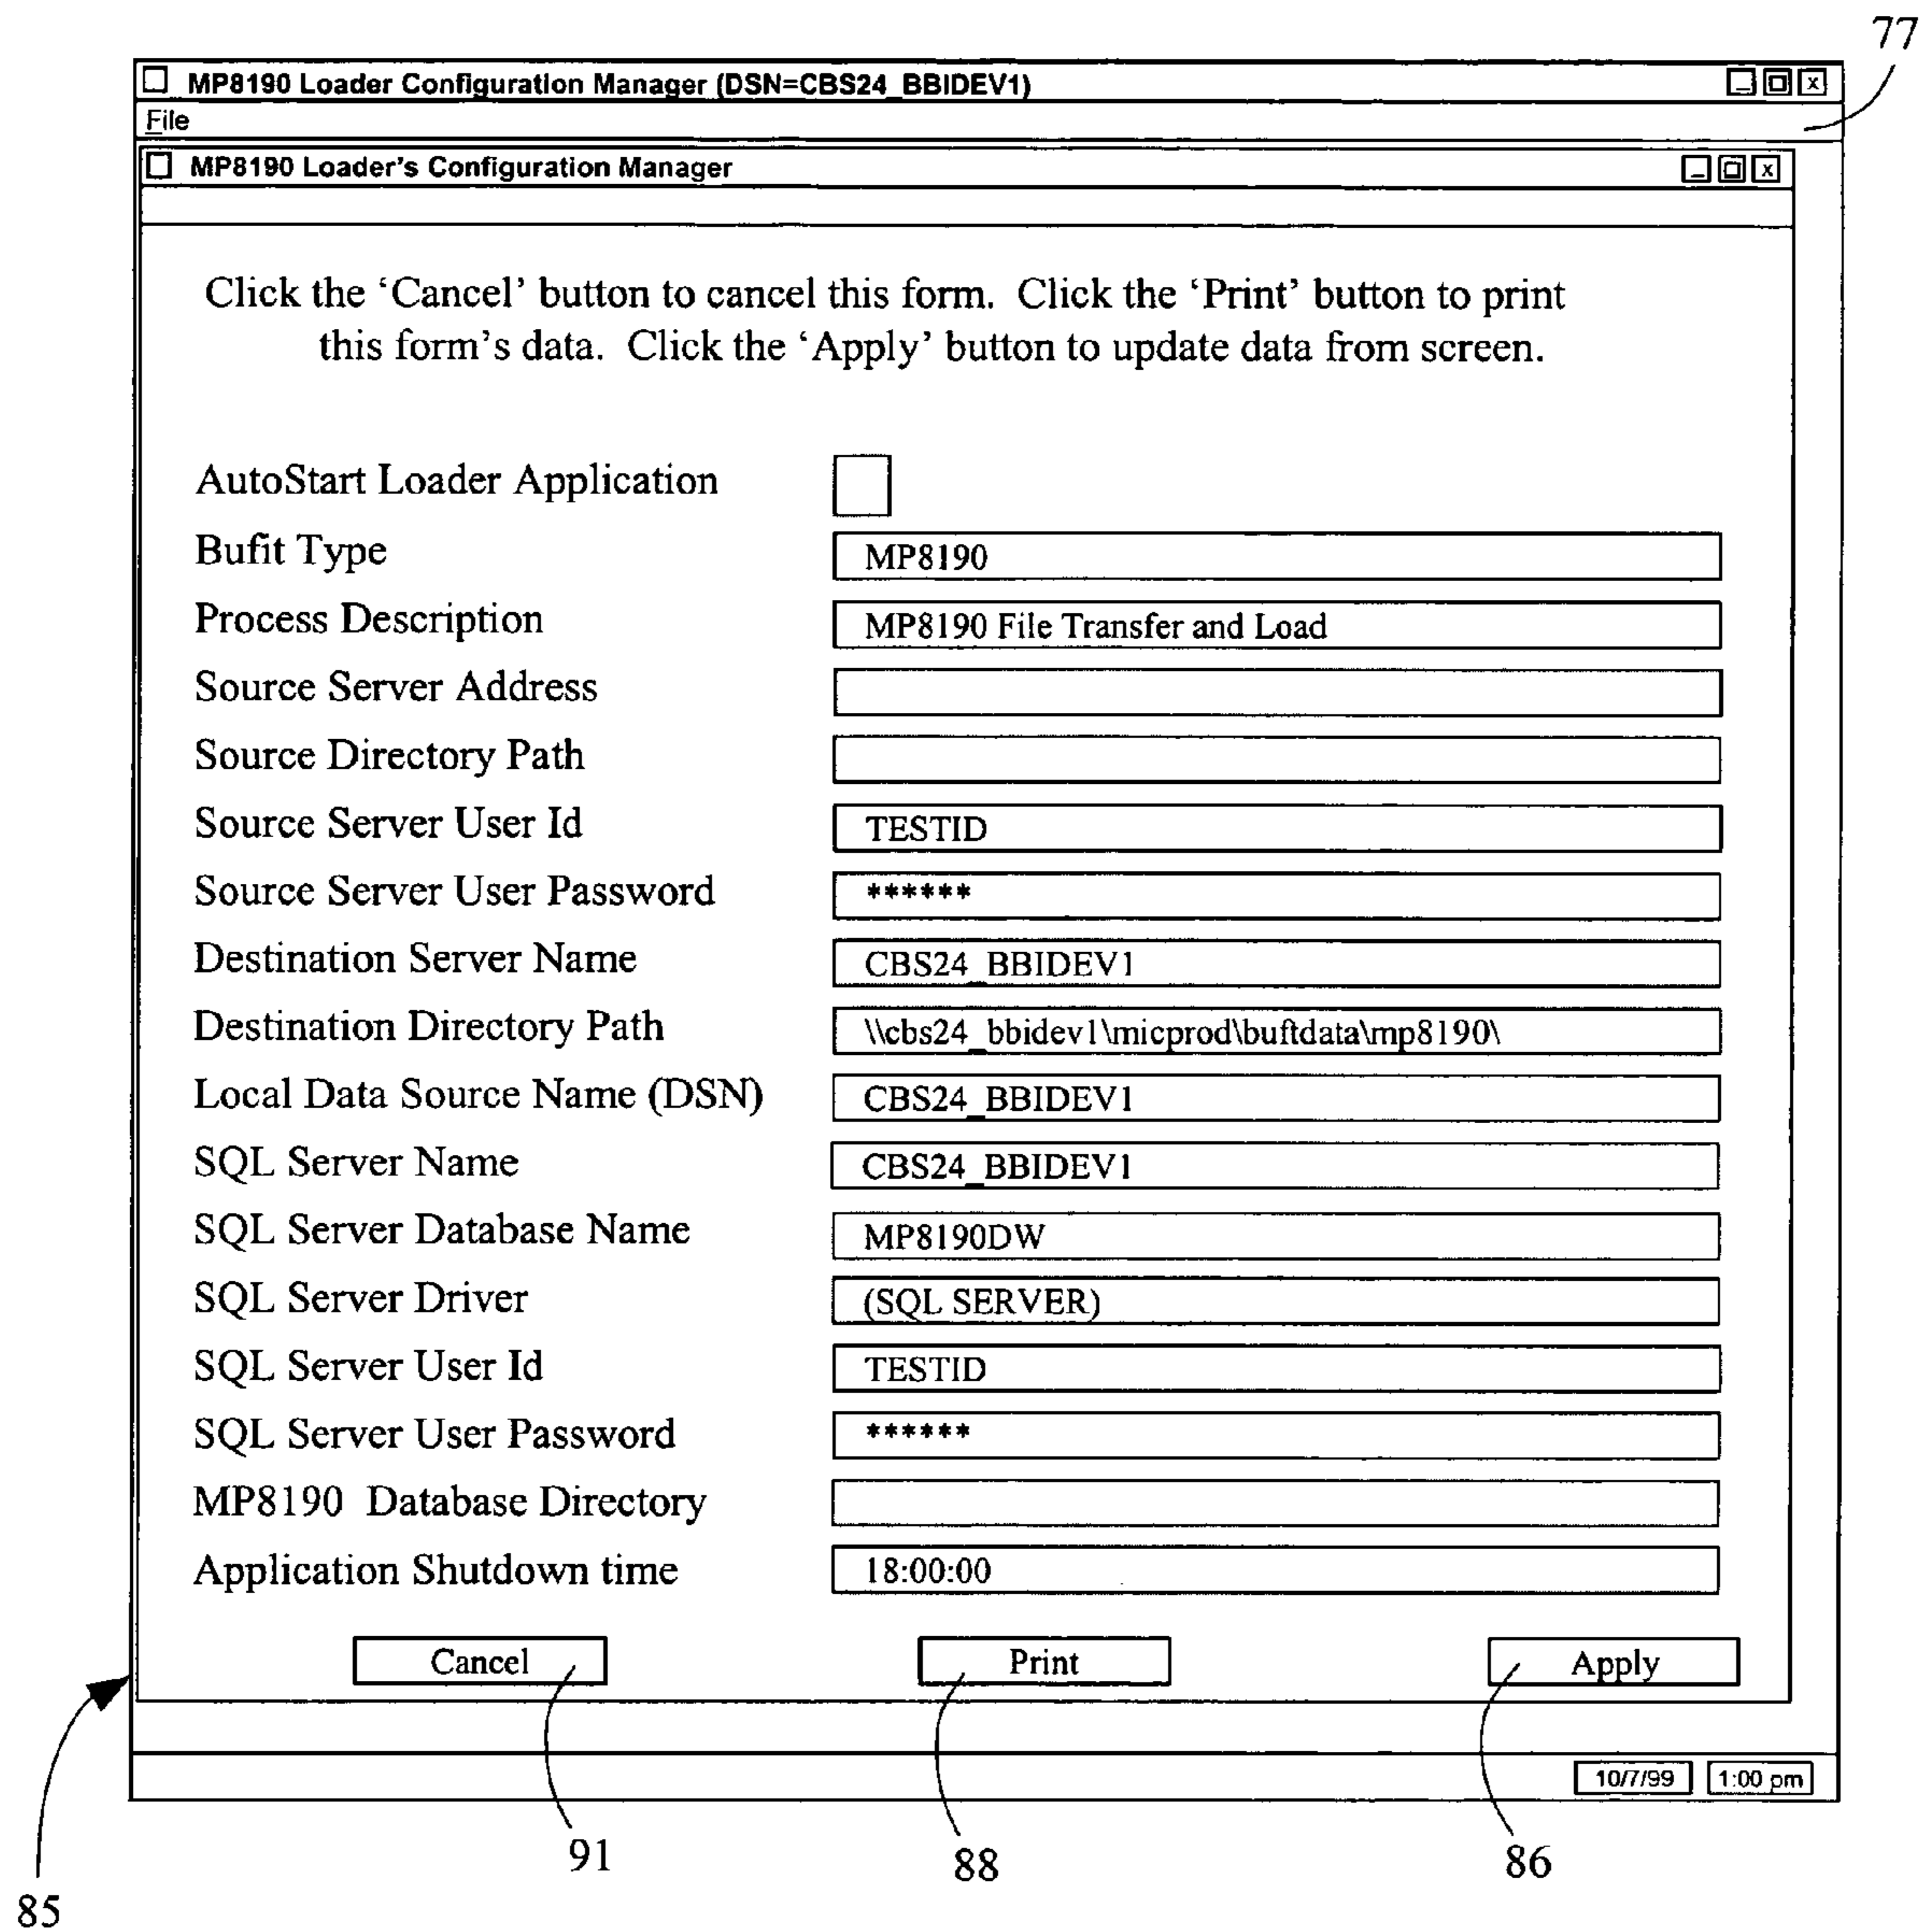 77
MP8190 Loader Configuration Manager (DSN=CBS24_BBIDEV1)
File
MP8190 Loader's Configuration Manager
Click the ‘Cancel’ button to cancel this form.  Click the ‘Print’ button to print
this form’s data.  Click the ‘Apply’ button to update data from screen.
AutoStart Loader Application
Bufit Type MP8190
Process Description MP8190 File Transfer and Load
Source Server Address
Source Directory Path
Source Server User Id TESTID
Source Server User Password ******
Destination Server Name CBS24_BBIDEV1
Destination Directory Path \\cbs24_bbidev1\micprod\buftdata\mp8190\
Local Data Source Name (DSN) CBS24_BBIDEV1
SQL Server Name CBS24_BBIDEV1
SQL Server Database Name MP8190DW
SQL Server Driver (SQL SERVER)
SQL Server User Id TESTID
SQL Server User Password ******
MP8190  Database Directory
Application Shutdown time 18:00:00
Cancel Print Apply
10/7/99 1:00 pm
91 88 86
85